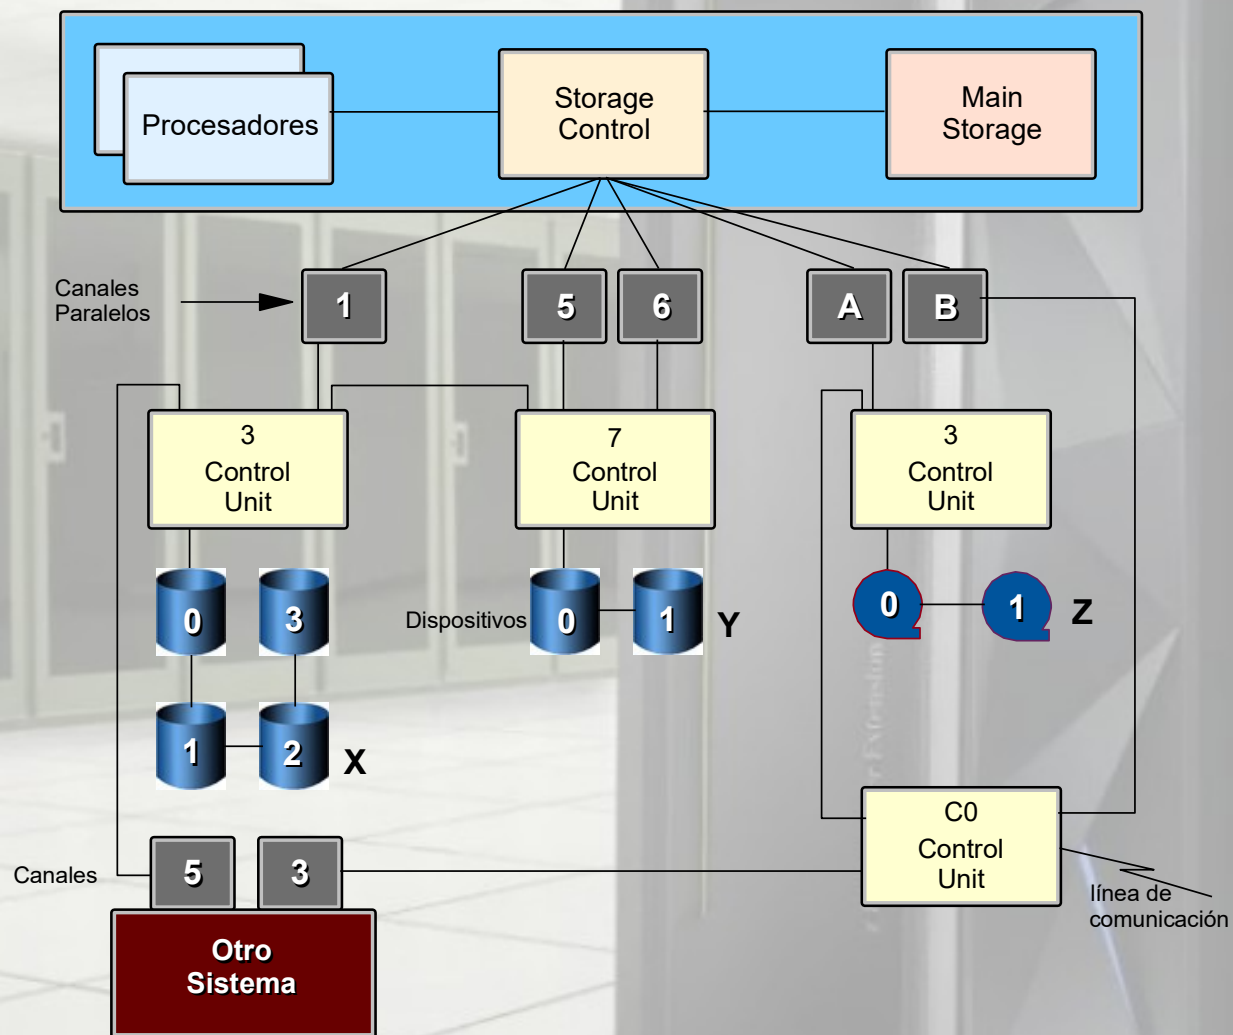 Procesadores
Storage
Control
Main
Storage
Canales
Paralelos
1
5
6
A
B
3
Control
Unit
7
Control
Unit
3
Control
Unit
0
3
Dispositivos
0
1
Y
0
1
Z
1
2
X
C0
Control
Unit
Canales
5
3
línea de
comunicación
Otro
Sistema